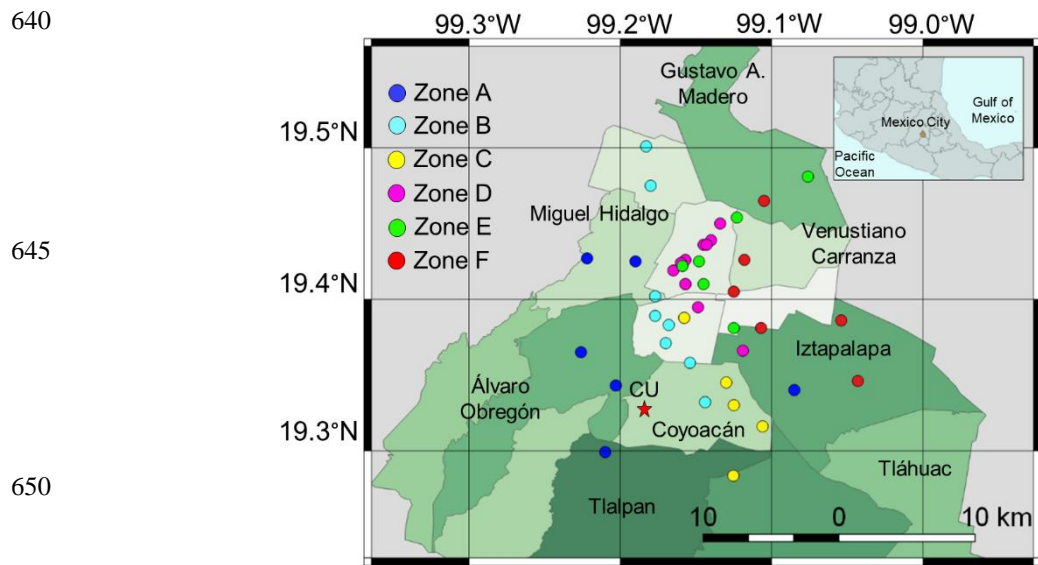 640
99.3°W 99.2°W 99.1°W 99.0°W
Gustavo A.
Madero
Zone A
Zone B
Zone C
Zone D
Zone E
Zone F
Mexico City
Gulf of
Mexico
Pacific
Ocean
19.5°N
Miguel Hidalgo
Venustiano
Carranza
645
19.4°N
Iztapalapa
Álvaro
Obregón
CU
19.3°N
Coyoacán
Tláhuac
650
Tlalpan
10 0 10 km